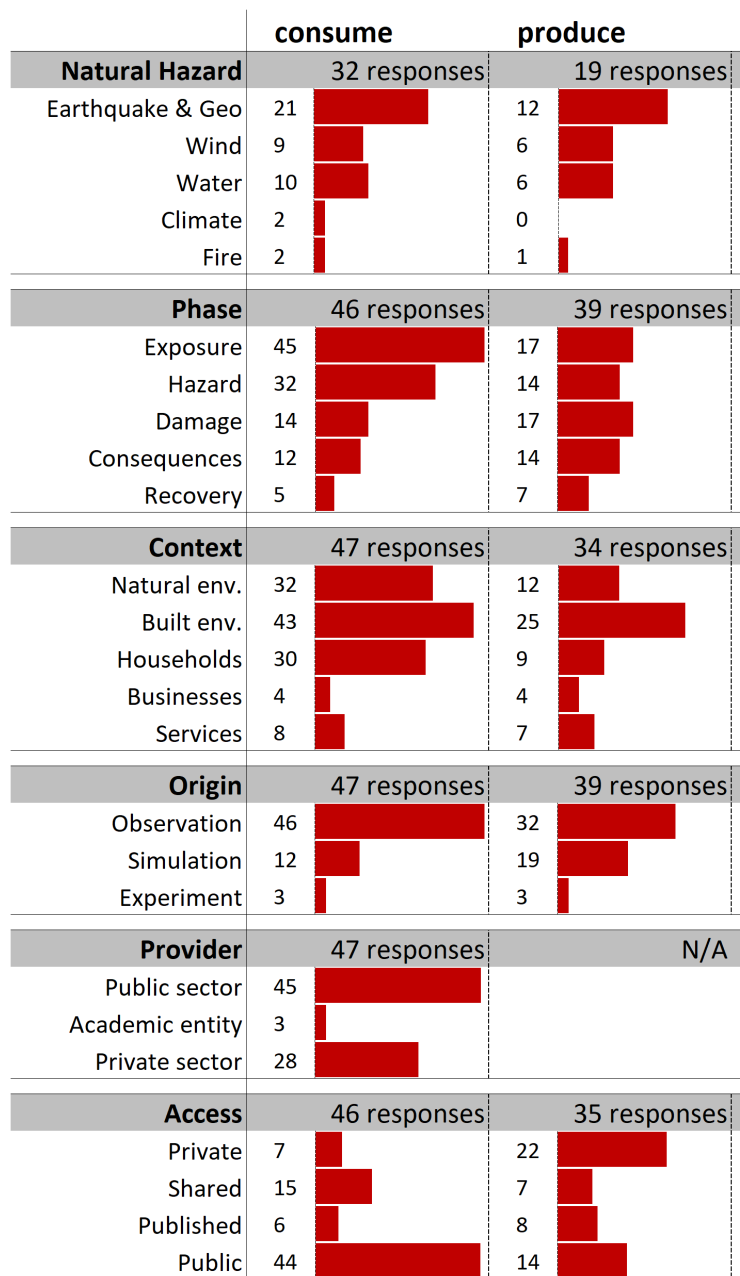 consume produce
Natural Hazard 32 responses 19 responses
Earthquake & Geo 21 12
Wind 9 6
Water 10 6
Climate 2 0
Fire 2 1
Phase 46 responses 39 responses
Exposure 45 17
Hazard 32 14
Damage 14 17
Consequences 12 14
Recovery 5 7
Context 47 responses 34 responses
Natural env. 32 12
Built env. 43 25
Households 30 9
Businesses 4 4
Services 8 7
Origin 47 responses 39 responses
Observation 46 32
Simulation 12 19
Experiment 3 3
Provider 47 responses N/A
Public sector 45
Academic entity 3
Private sector 28
Access 46 responses 35 responses
Private 7 22
Shared 15 7
Published 6 8
Public 44 14